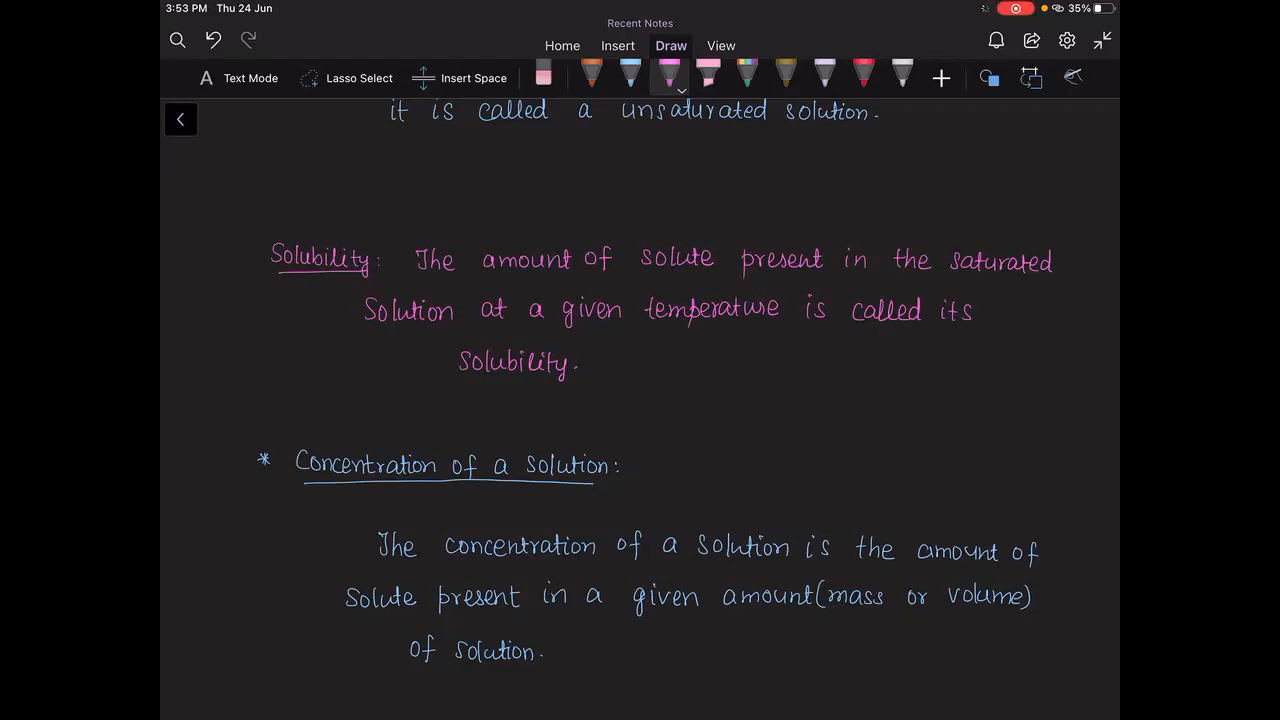 3:53 PM Thu 24 Jun
35%
Recent Notes
Home Insert Draw View
A Text Mode Lasso Select Insert Space
it is called a unsaturated solution.
Solubility: The amount of solute present in the saturated
Solution at a given temperature is called its
solubility.
* Concentration of a solution:
The concentration of a solution is the amount of
solute present in a given amount (mass or volume)
of solution.